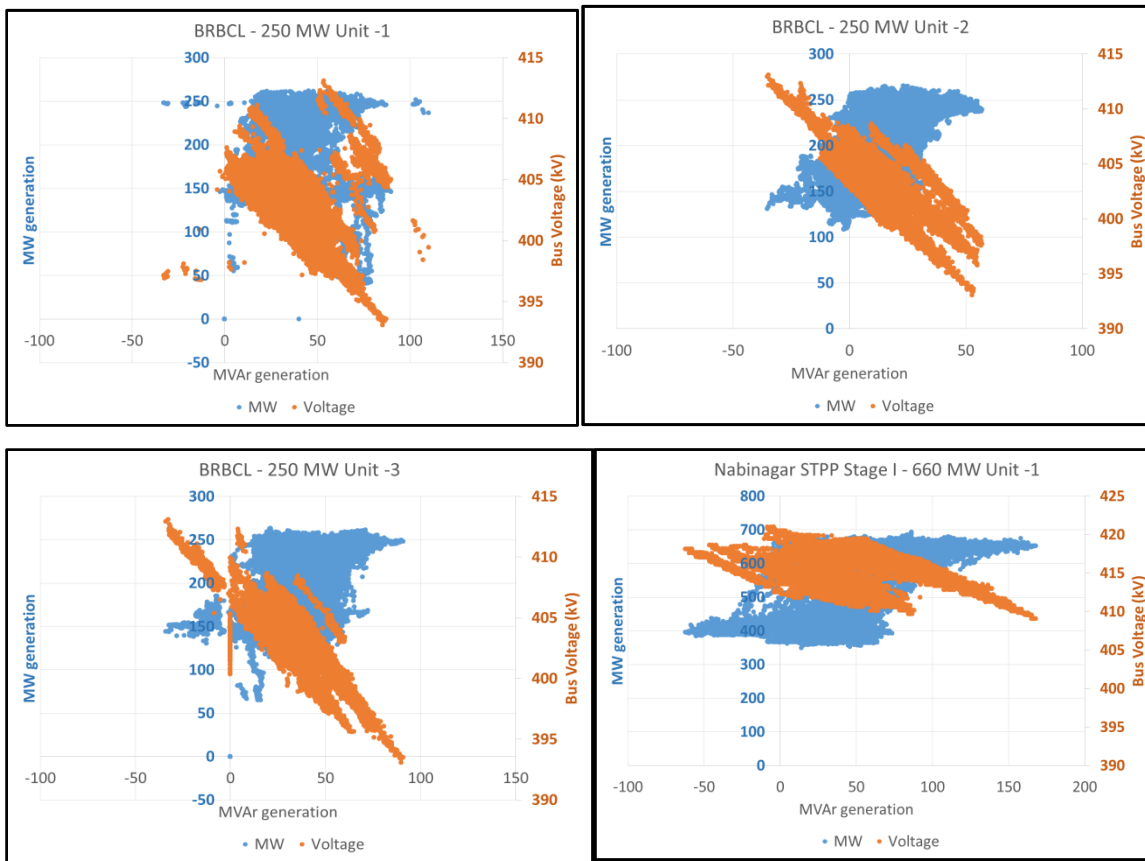 BRBCL - 250 MW Unit -1
300
250
200
150
100
50
0
-50
415
410
405
400
395
390
-100 -50 0 50 100 150
MW generation
Bus Voltage (kV)
MVAr generation
MW Voltage
BRBCL - 250 MW Unit -2
300
250
200
150
100
50
0
415
410
405
400
395
390
-100 -50 0 50 100
MW generation
Bus Voltage (kV)
MVAr generation
MW Voltage
BRBCL - 250 MW Unit -3
300
250
200
150
100
50
0
415
410
405
400
395
390
-100 -50 0 50 100 150
MW generation
Bus Voltage (kV)
MVAr generation
MW Voltage
Nabinagar STPP Stage I - 660 MW Unit -1
800
700
600
500
400
300
200
100
0
425
420
415
410
405
400
395
390
-100 -50 0 50 100 150 200
MW generation
Bus Voltage (kV)
MVAr generation
MW Voltage